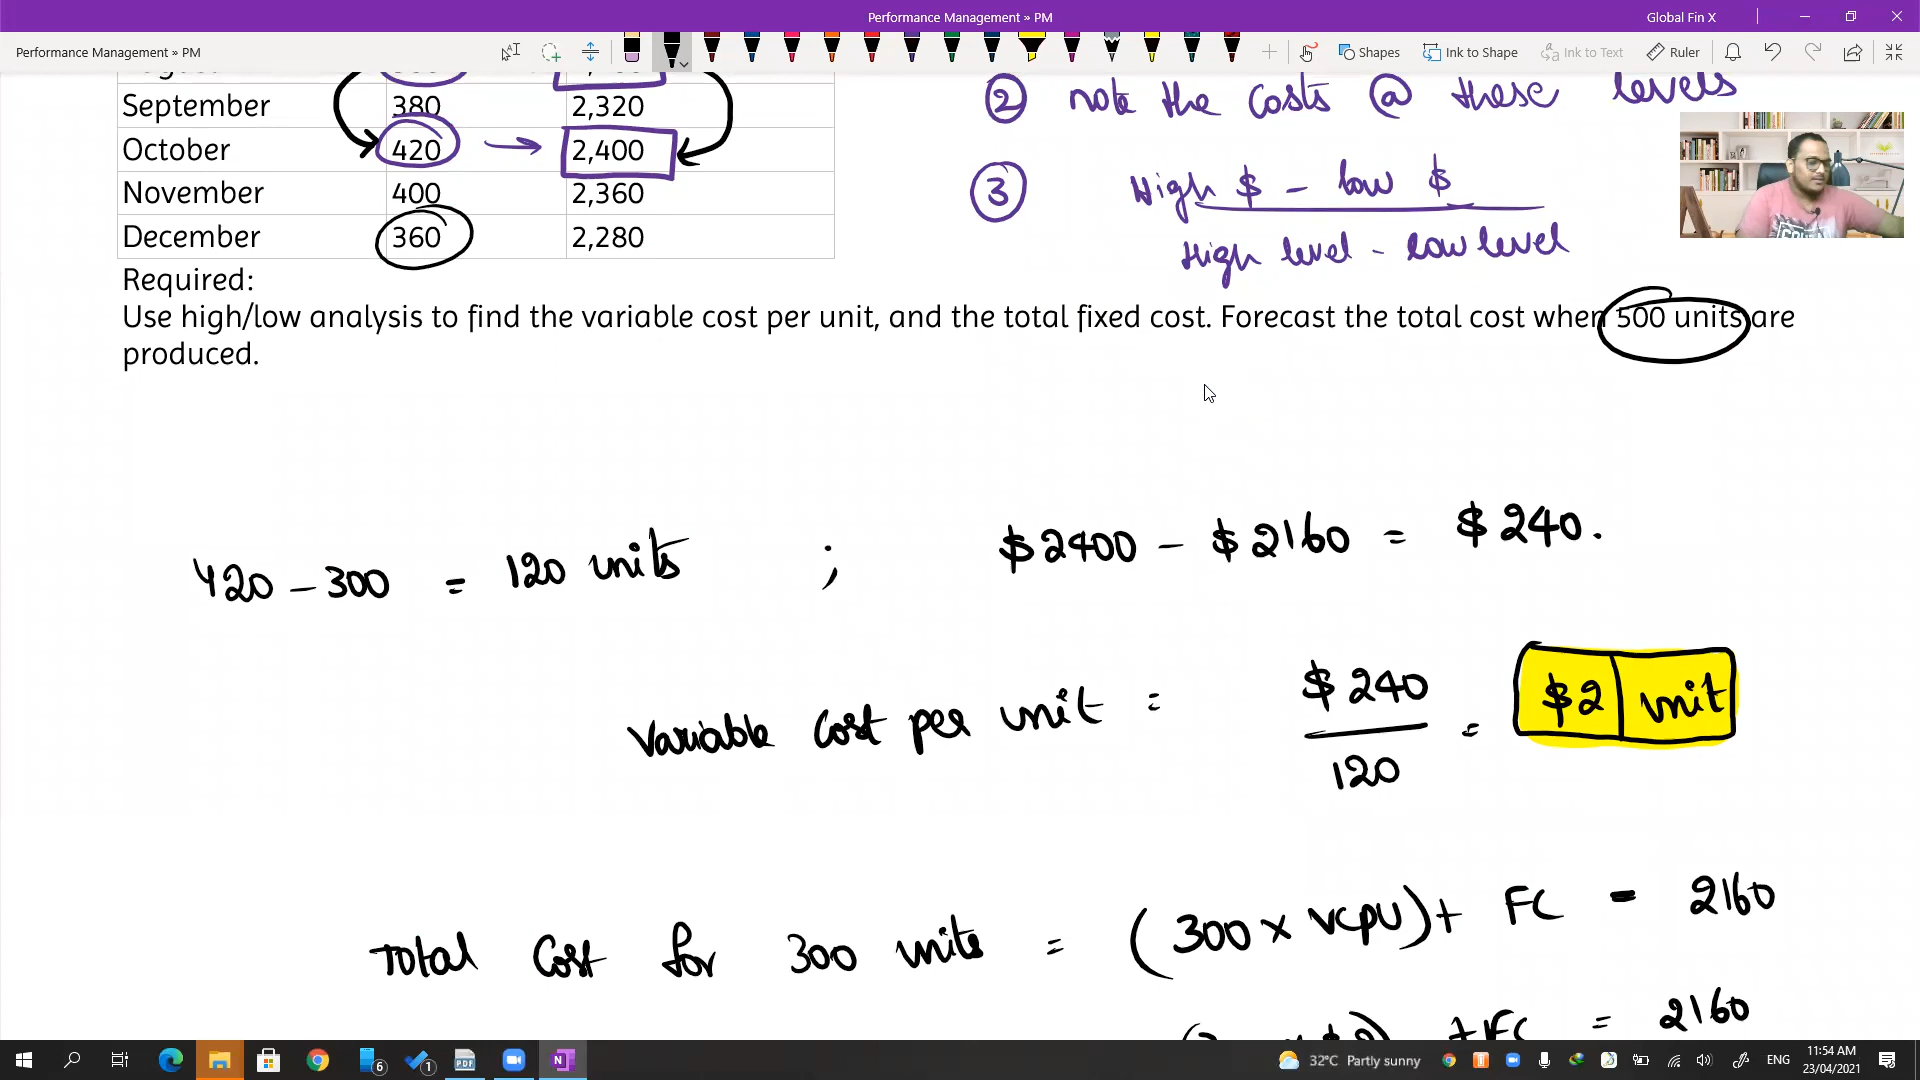 Performance Management » PM
Global Fin X
Performance Management » PM
Shapes
Ink to Shape
Ink to Text
Ruler
September 380 2,320
October 420 → 2,400
November 400 2,360
December 360 2,280
② note the costs @ these levels
③ High $ - low $
High level - low level
Required:
Use high/low analysis to find the variable cost per unit, and the total fixed cost. Forecast the total cost when 500 units are
produced.
420 - 300 = 120 units ; $2400 - $2160 = $240.
Variable cost per unit = $240
120
= $2 | unit
Total cost for 300 units = (300 x VCPU) + FC = 2160
+ FC = 2160
6
1
32°C Partly sunny
ENG
11:54 AM
23/04/2021